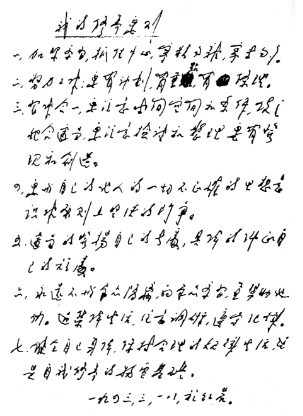 我的修养要则
一、加紧学习，抓住中心，宁精勿杂，宁专勿多。
二、努力工作，要有计划，有重点，有条理。
三、习作合一，要注意时间空间和条件，使之
配合适当，要注意检讨和整理，要有发
现和创造。
四、要与自己的他人的一切不正确的思想意
识作原则上坚决的斗争。
五、适当的发扬自己的长处，具体的纠正自
己的短处。
六、永远不与群众隔离，向群众学习，并帮助他
们。过集体生活，注意调研，遵守纪律。
七、健全自己身体，保持合理的规律生活，这
是自我修养的物质基础。
一九四三、三、一八，于红岩